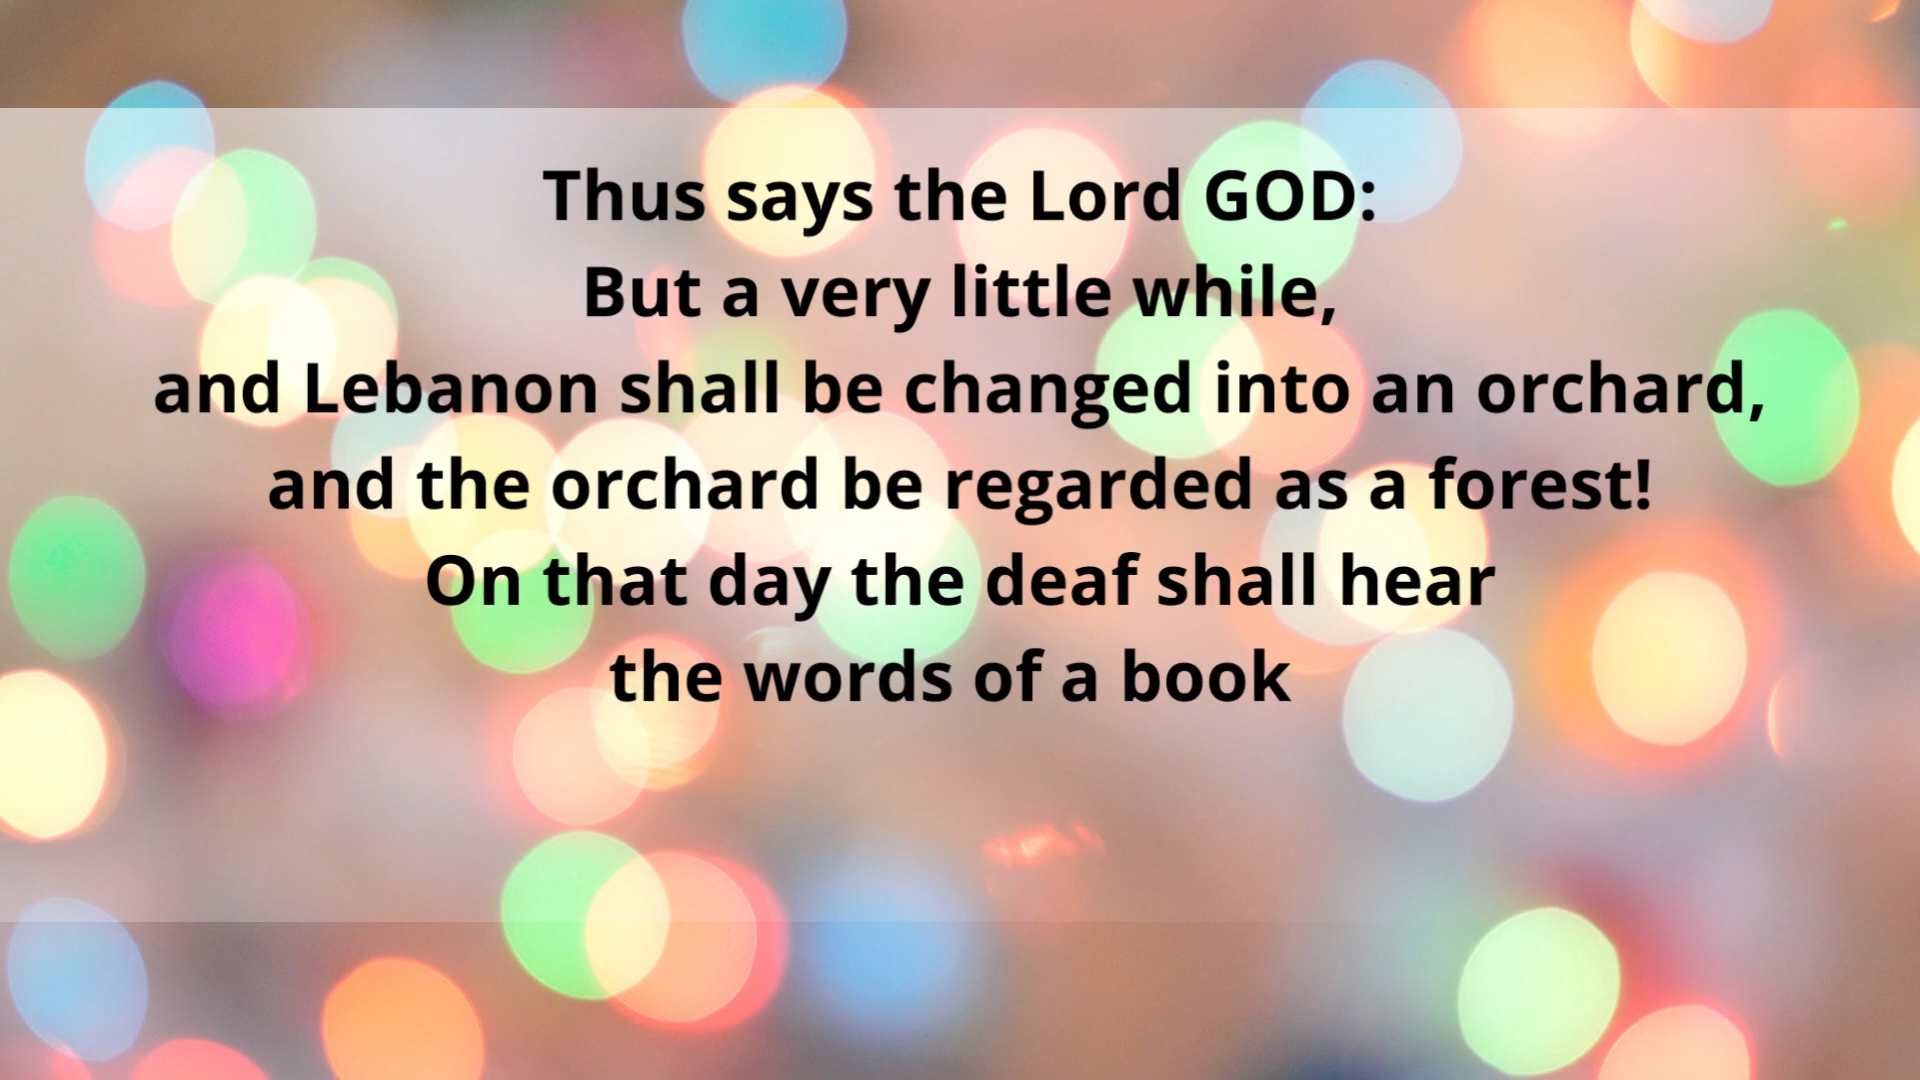 Thus says the Lord GOD:
But a very little while,
and Lebanon shall be changed into an orchard,
and the orchard be regarded as a forest!
On that day the deaf shall hear
the words of a book